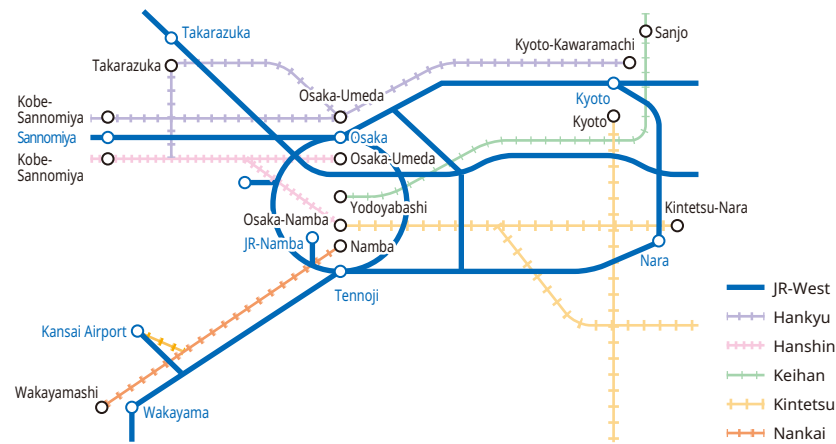 Takarazuka
Sanjo
Kyoto-Kawaramachi
Takarazuka
Osaka-Umeda
Kyoto
Kobe-
Sannomiya
Kyoto
Sannomiya
Osaka
Kobe-
Sannomiya
Osaka-Umeda
Yodoyabashi
Kintetsu-Nara
Osaka-Namba
JR-Namba
Namba
Nara
Tennoji
JR-West
Kansai Airport
Hankyu
Hanshin
Keihan
Wakayamashi
Kintetsu
Wakayama
Nankai